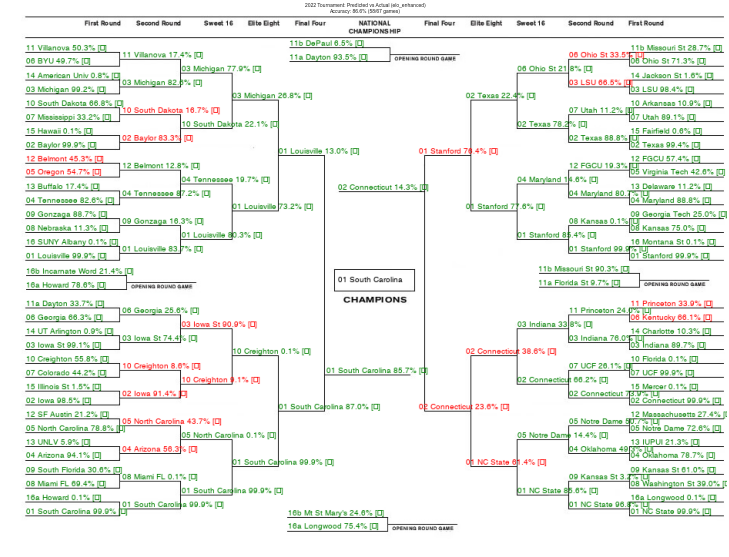 2022 Tournament: Predicted vs Actual (elo_enhanced)
Accuracy: 86.6% (58/67 games)
First Round
Second Round
Sweet 16
Elite Eight
Final Four
NATIONAL
CHAMPIONSHIP
Final Four
Elite Eight
Sweet 16
Second Round
First Round
11 Villanova 50.3%
06 BYU 49.7%
14 American Univ 0.8%
03 Michigan 99.2%
10 South Dakota 66.8%
07 Mississippi 33.2%
15 Hawaii 0.1%
02 Baylor 99.9%
12 Belmont 45.3%
05 Oregon 54.7%
13 Buffalo 17.4%
04 Tennessee 82.6%
09 Gonzaga 88.7%
08 Nebraska 11.3%
16 SUNY Albany 0.1%
01 Louisville 99.9%
11 Villanova 17.4%
03 Michigan 82.6%
10 South Dakota 16.7%
02 Baylor 83.3%
12 Belmont 12.8%
04 Tennessee 87.2%
09 Gonzaga 16.3%
01 Louisville 83.7%
03 Michigan 77.9%
10 South Dakota 22.1%
04 Tennessee 19.7%
01 Louisville 80.3%
03 Michigan 26.8%
01 Louisville 73.2%
01 Louisville 13.0%
11b DePaul 6.5%
11a Dayton 93.5%
OPENING ROUND GAME
02 Connecticut 14.3%
01 South Carolina
CHAMPIONS
01 South Carolina 85.7%
16b Incarnate Word 21.4%
16a Howard 78.6%
OPENING ROUND GAME
11a Dayton 33.7%
06 Georgia 66.3%
14 UT Arlington 0.9%
03 Iowa St 99.1%
10 Creighton 55.8%
07 Colorado 44.2%
15 Illinois St 1.5%
02 Iowa 98.5%
12 SF Austin 21.2%
05 North Carolina 78.8%
13 UNLV 5.9%
04 Arizona 94.1%
09 South Florida 30.6%
08 Miami FL 69.4%
16a Howard 0.1%
01 South Carolina 99.9%
06 Georgia 25.6%
03 Iowa St 74.4%
10 Creighton 8.6%
02 Iowa 91.4%
05 North Carolina 43.7%
04 Arizona 56.3%
08 Miami FL 0.1%
01 South Carolina 99.9%
03 Iowa St 90.9%
10 Creighton 9.1%
05 North Carolina 0.1%
01 South Carolina 99.9%
10 Creighton 0.1%
01 South Carolina 99.9%
01 South Carolina 87.0%
16b Mt St Mary's 24.6%
16a Longwood 75.4%
OPENING ROUND GAME
11b Missouri St 28.7%
06 Ohio St 71.3%
14 Jackson St 1.6%
03 LSU 98.4%
10 Arkansas 10.9%
07 Utah 89.1%
15 Fairfield 0.6%
02 Texas 99.4%
12 FGCU 57.4%
05 Virginia Tech 42.6%
13 Delaware 11.2%
04 Maryland 88.8%
09 Georgia Tech 25.0%
08 Kansas 75.0%
16 Montana St 0.1%
01 Stanford 99.9%
06 Ohio St 33.5%
03 LSU 66.5%
07 Utah 11.2%
02 Texas 88.8%
12 FGCU 19.3%
04 Maryland 80.7%
08 Kansas 0.1%
01 Stanford 99.9%
06 Ohio St 21.8%
02 Texas 78.2%
04 Maryland 14.6%
01 Stanford 85.4%
02 Texas 22.4%
01 Stanford 77.6%
01 Stanford 76.4%
11b Missouri St 90.3%
11a Florida St 9.7%
OPENING ROUND GAME
11 Princeton 33.9%
06 Kentucky 66.1%
14 Charlotte 10.3%
03 Indiana 89.7%
10 Florida 0.1%
07 UCF 99.9%
15 Mercer 0.1%
02 Connecticut 99.9%
12 Massachusetts 27.4%
05 Notre Dame 72.6%
13 IUPUI 21.3%
04 Oklahoma 78.7%
09 Kansas St 61.0%
08 Washington St 39.0%
16a Longwood 0.1%
01 NC State 99.9%
11 Princeton 24.0%
03 Indiana 76.0%
07 UCF 26.1%
02 Connecticut 73.9%
05 Notre Dame 50.7%
04 Oklahoma 49.3%
09 Kansas St 3.2%
01 NC State 96.8%
03 Indiana 33.8%
02 Connecticut 66.2%
05 Notre Dame 14.4%
01 NC State 85.6%
02 Connecticut 38.6%
01 NC State 61.4%
02 Connecticut 23.6%